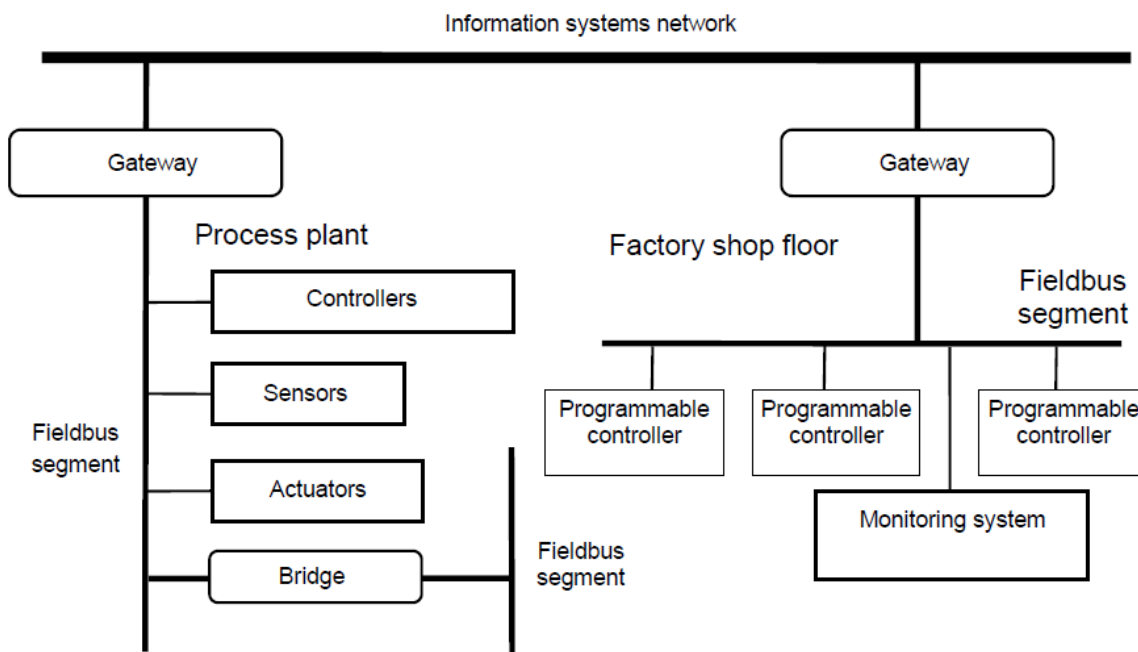 Information systems network
Gateway
Gateway
Process plant
Factory shop floor
Controllers
Fieldbus
segment
Sensors
Programmable
controller
Programmable
controller
Programmable
controller
Fieldbus
segment
Actuators
Monitoring system
Fieldbus
segment
Bridge